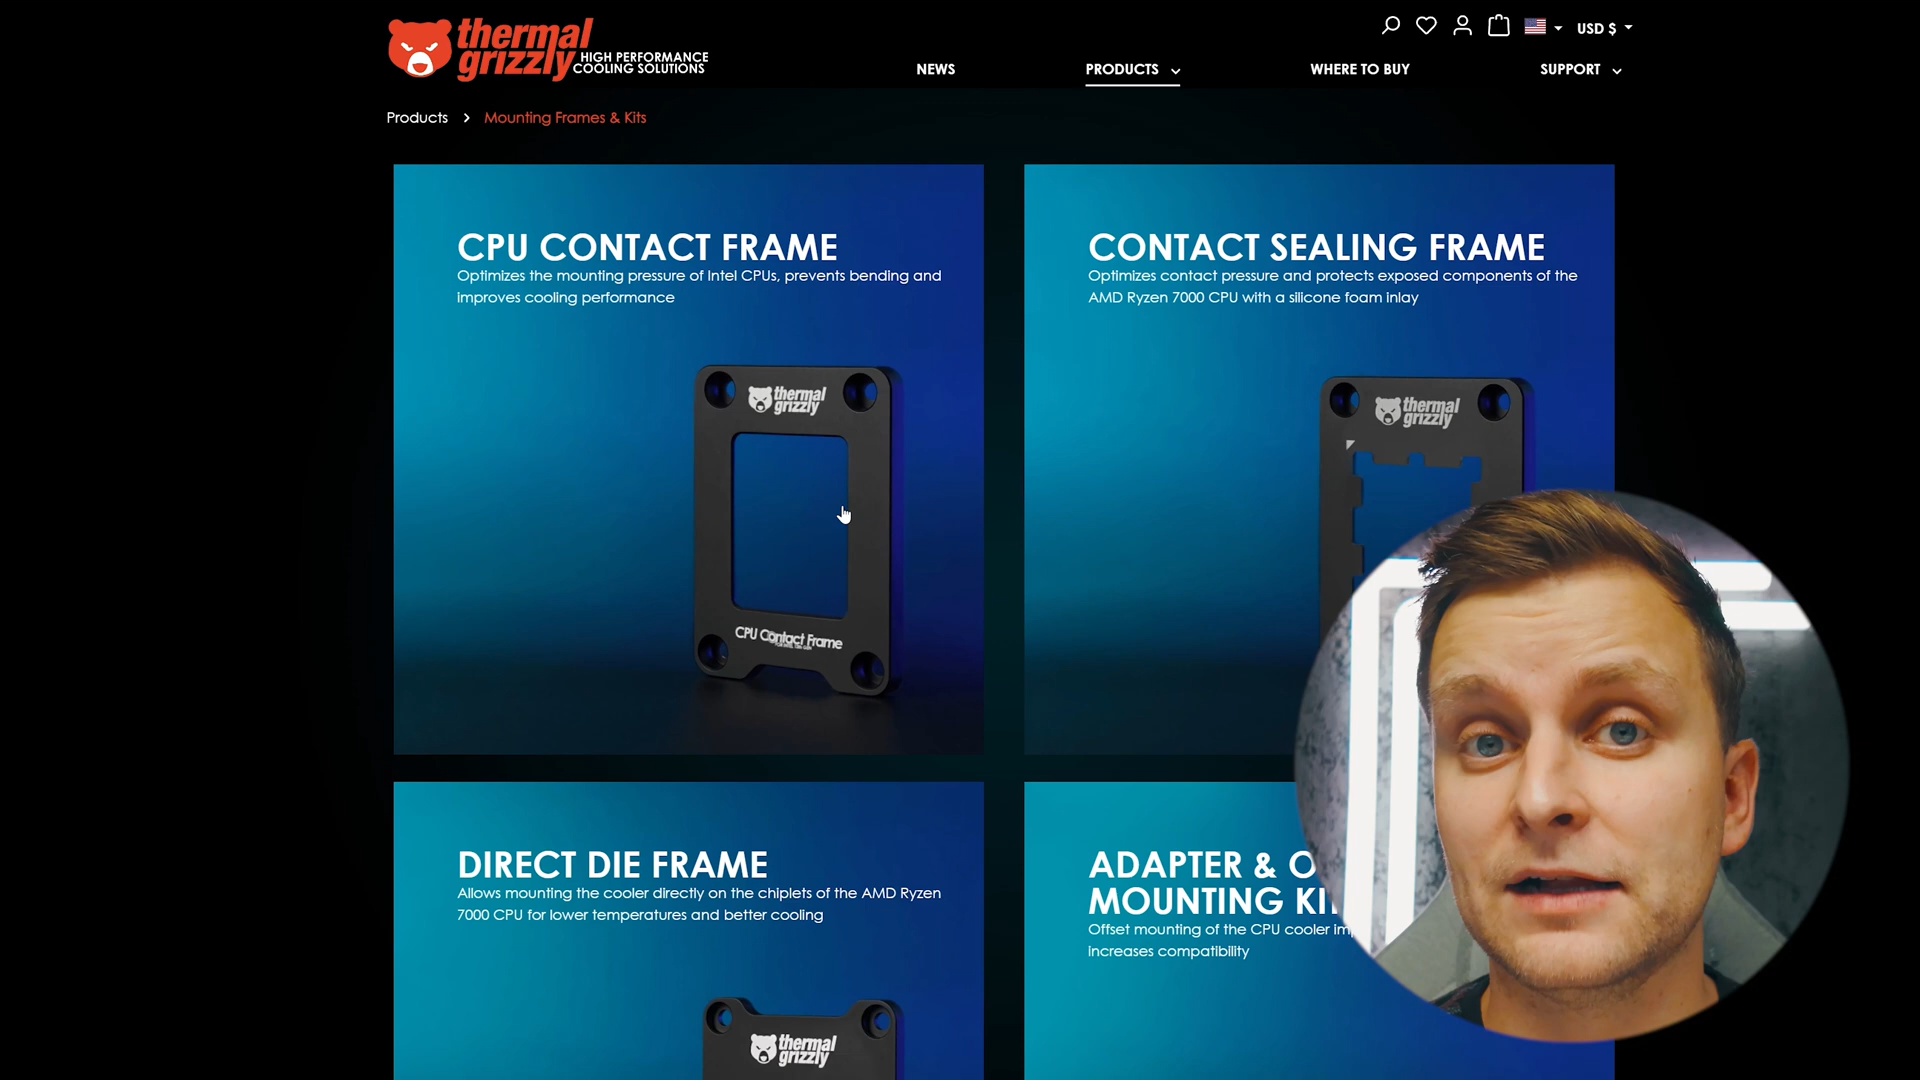 thermal
grizzly
HIGH PERFORMANCE
COOLING SOLUTIONS
USD $
NEWS
PRODUCTS
WHERE TO BUY
SUPPORT
Products > Mounting Frames & Kits
CPU CONTACT FRAME
Optimizes the mounting pressure of Intel CPUs, prevents bending and
improves cooling performance
thermal
grizzly
CPU Contact Frame
CONTACT SEALING FRAME
Optimizes contact pressure and protects exposed components of the
AMD Ryzen 7000 CPU with a silicone foam inlay
thermal
grizzly
DIRECT DIE FRAME
Allows mounting the cooler directly on the chiplets of the AMD Ryzen
7000 CPU for lower temperatures and better cooling
thermal
grizzly
ADAPTER & O
MOUNTING KI
Offset mounting of the CPU cooler im
increases compatibility